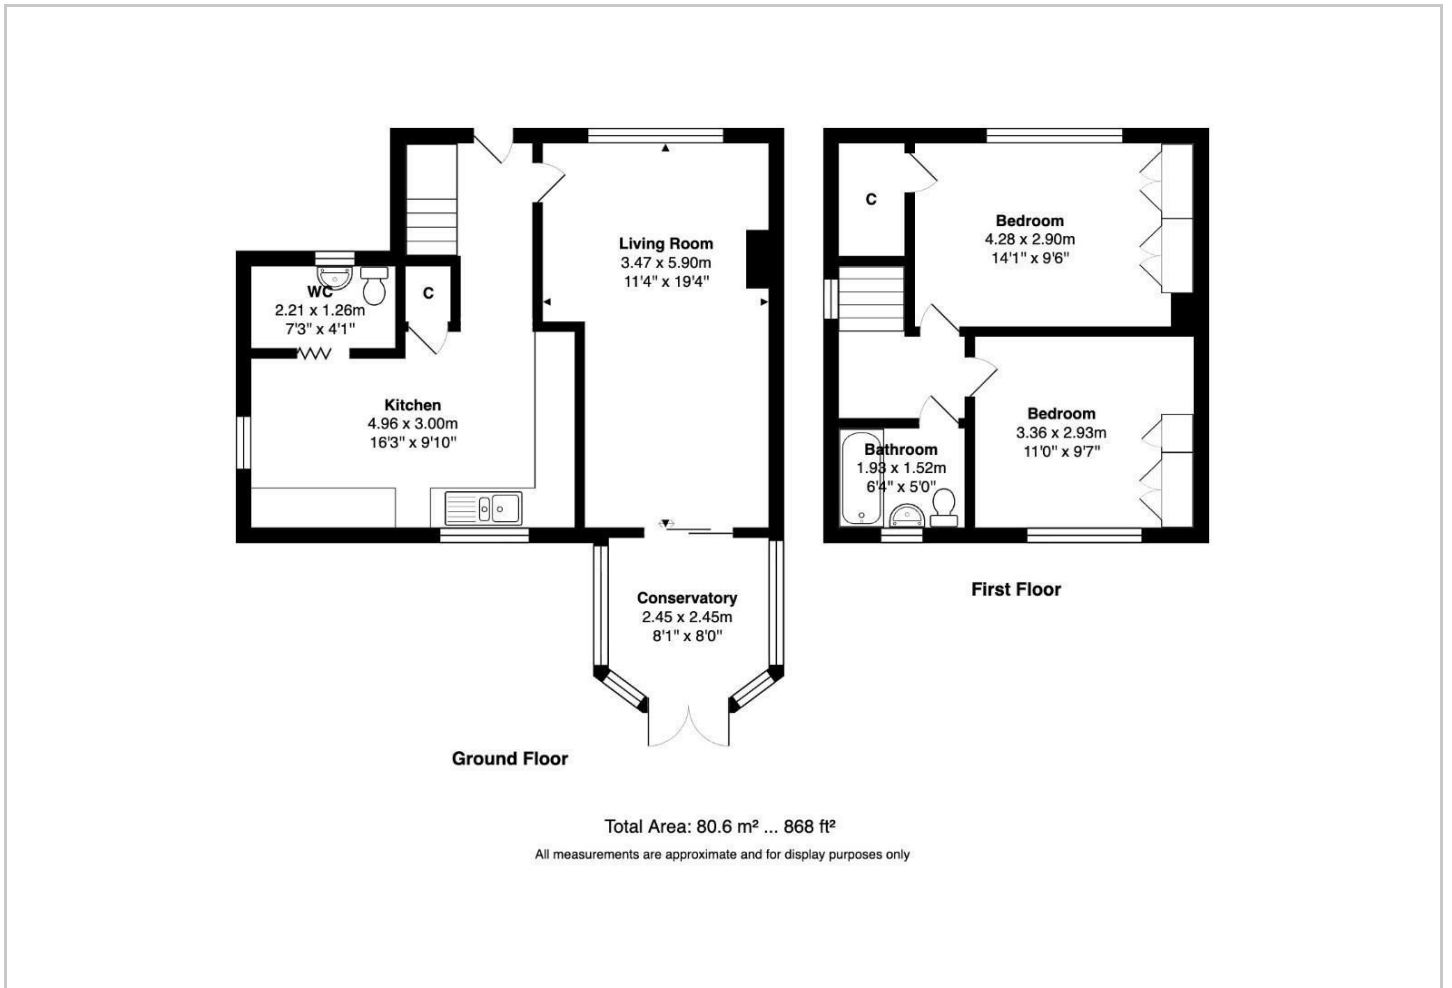 Living Room
3.47 x 5.90m
11'4" x 19'4"
WC
2.21 x 1.26m
7'3" x 4'1"
C
Kitchen
4.96 x 3.00m
16'3" x 9'10"
Conservatory
2.45 x 2.45m
8'1" x 8'0"
Ground Floor
C
Bedroom
4.28 x 2.90m
14'1" x 9'6"
Bedroom
3.36 x 2.93m
11'0" x 9'7"
Bathroom
1.93 x 1.52m
6'4" x 5'0"
First Floor
Total Area: 80.6 m² ... 868 ft²
All measurements are approximate and for display purposes only